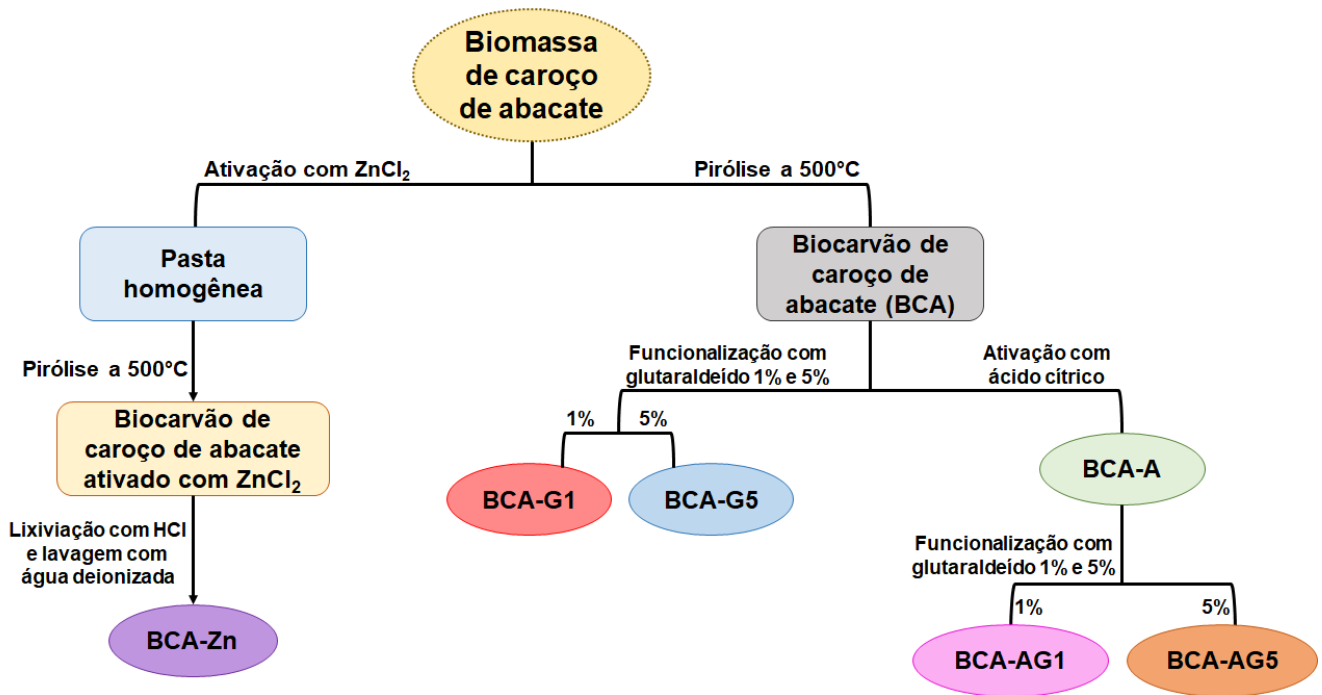 Biomassa
de caroço
de abacate
Ativação com ZnCl₂
Pirólise a 500°C
Pasta
homogênea
Biocarvão de
caroço de
abacate (BCA)
Pirólise a 500°C
Funcionalização com
glutaraldeído 1% e 5%
Ativação com
ácido cítrico
Biocarvão de
caroço de abacate
ativado com ZnCl₂
1%
5%
BCA-G1
BCA-G5
BCA-A
Lixiviação com HCl
e lavagem com
água deionizada
Funcionalização com
glutaraldeído 1% e 5%
1%
5%
BCA-Zn
BCA-AG1
BCA-AG5